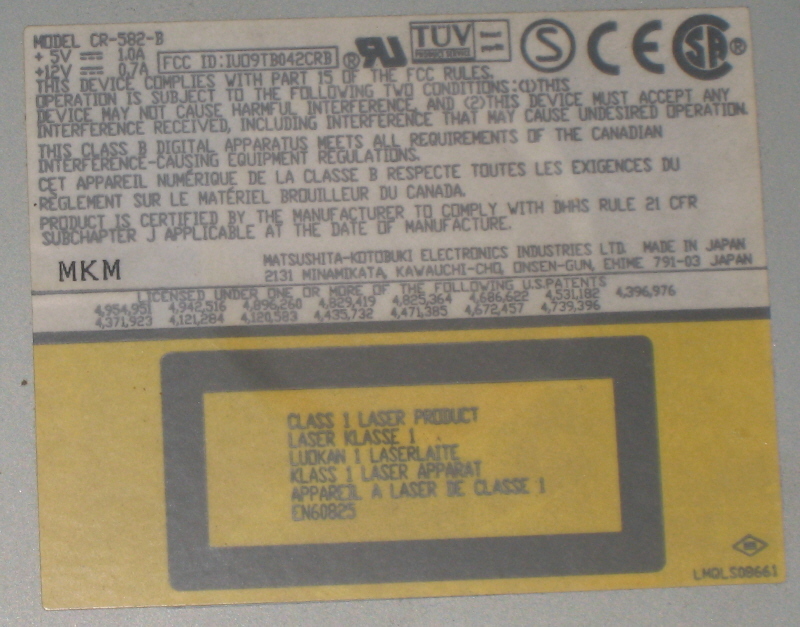 MODEL CR-582-B
+ 5V 1.0A
+12V 0.7A
FCC ID:IUO9TB042CRB
® RU
TÜV
PRODUCT SERVICE
S
CE
SA®
THIS DEVICE COMPLIES WITH PART 15 OF THE FCC RULES.
OPERATION IS SUBJECT TO THE FOLLOWING TWO CONDITIONS:(1)THIS
DEVICE MAY NOT CAUSE HARMFUL INTERFERENCE, AND (2)THIS DEVICE MUST ACCEPT ANY
INTERFERENCE RECEIVED, INCLUDING INTERFERENCE THAT MAY CAUSE UNDESIRED OPERATION.
THIS CLASS B DIGITAL APPARATUS MEETS ALL REQUIREMENTS OF THE CANADIAN
INTERFERENCE-CAUSING EQUIPMENT REGULATIONS.
CET APPAREIL NUMÉRIQUE DE LA CLASSE B RESPECTE TOUTES LES EXIGENCES DU
RÈGLEMENT SUR LE MATÉRIEL BROUILLEUR DU CANADA.
PRODUCT IS CERTIFIED BY THE MANUFACTURER TO COMPLY WITH DHHS RULE 21 CFR
SUBCHAPTER J APPLICABLE AT THE DATE OF MANUFACTURE.
MKM
MATSUSHITA-KOTOBUKI ELECTRONICS INDUSTRIES LTD. MADE IN JAPAN
2131 MINAMIKATA, KAWAUCHI-CHO, ONSEN-GUN, EHIME 791-03 JAPAN
LICENSED UNDER ONE OR MORE OF THE FOLLOWING U.S.PATENTS
4,954,951 4,942,516 4,896,260 4,829,419 4,825,364 4,686,622 4,531,182 4,396,976
4,371,923 4,121,284 4,120,583 4,435,732 4,471,385 4,672,457 4,739,396
CLASS 1 LASER PRODUCT
LASER KLASSE 1
LUOKAN 1 LASERLAITE
KLASS 1 LASER APPARAT
APPAREIL À LASER DE CLASSE 1
EN60825
LMQLS08661